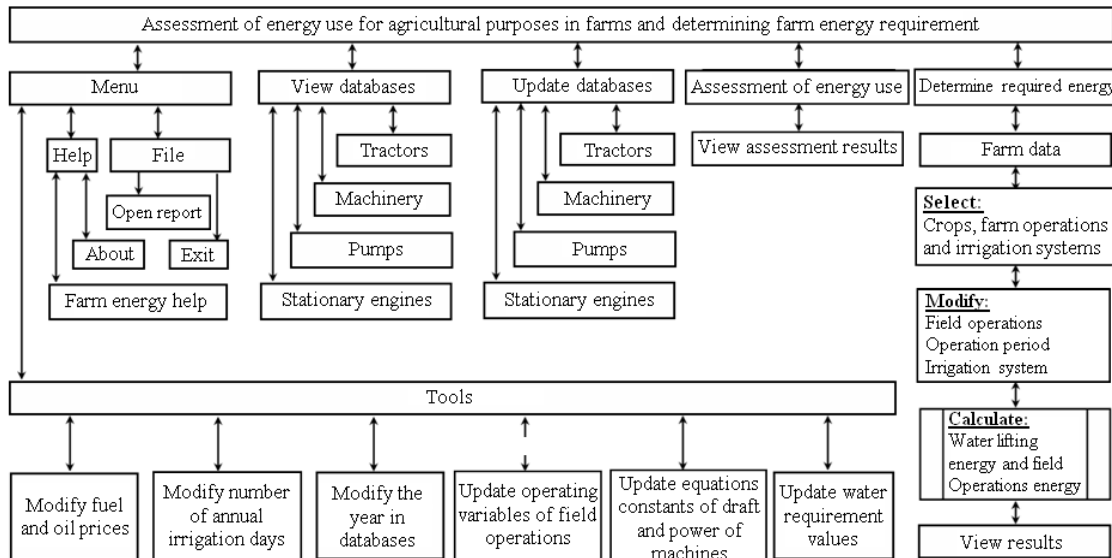 Assessment of energy use for agricultural purposes in farms and determining farm energy requirement
Menu
View databases
Update databases
Assessment of energy use
Determine required energy
Help
File
Tractors
Tractors
View assessment results
Farm data
Open report
Machinery
Machinery
Select:
Crops, farm operations
and irrigation systems
About
Exit
Pumps
Pumps
Farm energy help
Stationary engines
Stationary engines
Modify:
Field operations
Operation period
Irrigation system
Tools
Calculate:
Water lifting
energy and field
Operations energy
Modify fuel
and oil prices
Modify number
of annual
irrigation days
Modify the
year in
databases
Update operating
variables of field
operations
Update equations
constants of draft
and power of
machines
Update water
requirement
values
View results